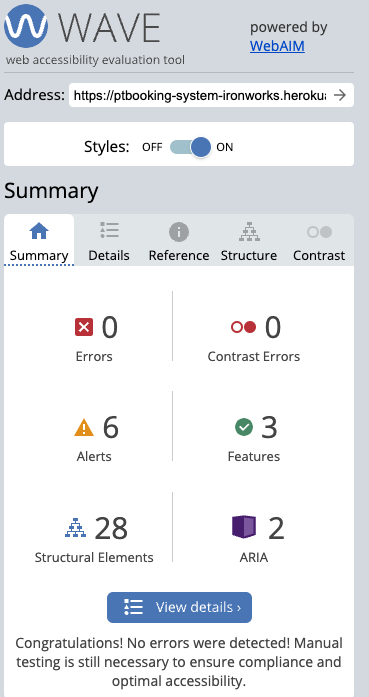 WAVE
web accessibility evaluation tool
powered by
WebAIM
Address: https://ptbooking-system-ironworks.heroku
Styles: OFF ON
Summary
Summary Details Reference Structure Contrast
0 0
Errors Contrast Errors
6 3
Alerts Features
28 2
Structural Elements ARIA
View details ›
Congratulations! No errors were detected! Manual
testing is still necessary to ensure compliance and
optimal accessibility.